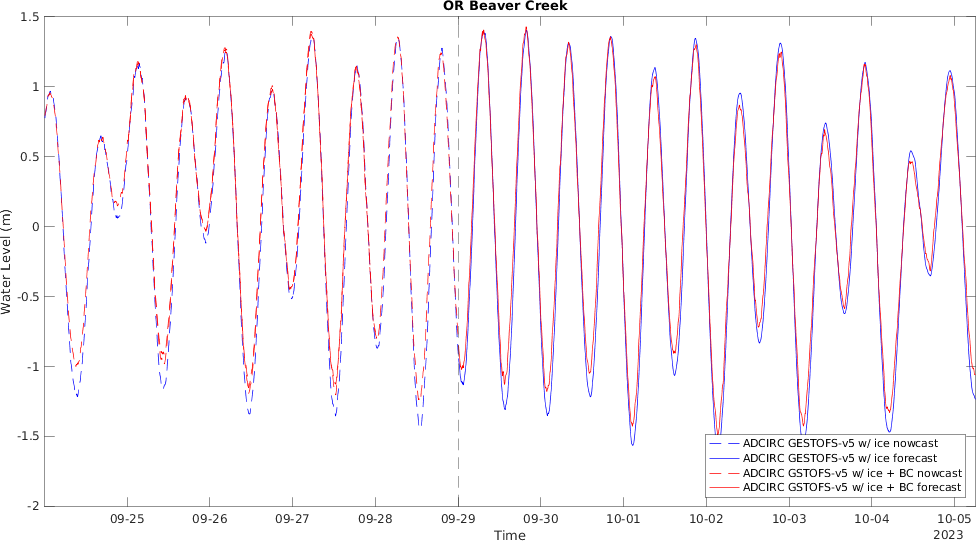 OR Beaver Creek
1.5
1
0.5
0
-0.5
-1
-1.5
-2
Water Level (m)
ADCIRC GESTOFS-v5 w/ ice nowcast
ADCIRC GESTOFS-v5 w/ ice forecast
ADCIRC GSTOFS-v5 w/ ice + BC nowcast
ADCIRC GSTOFS-v5 w/ ice + BC forecast
09-25 09-26 09-27 09-28 09-29 09-30 10-01 10-02 10-03 10-04 10-05
Time
2023